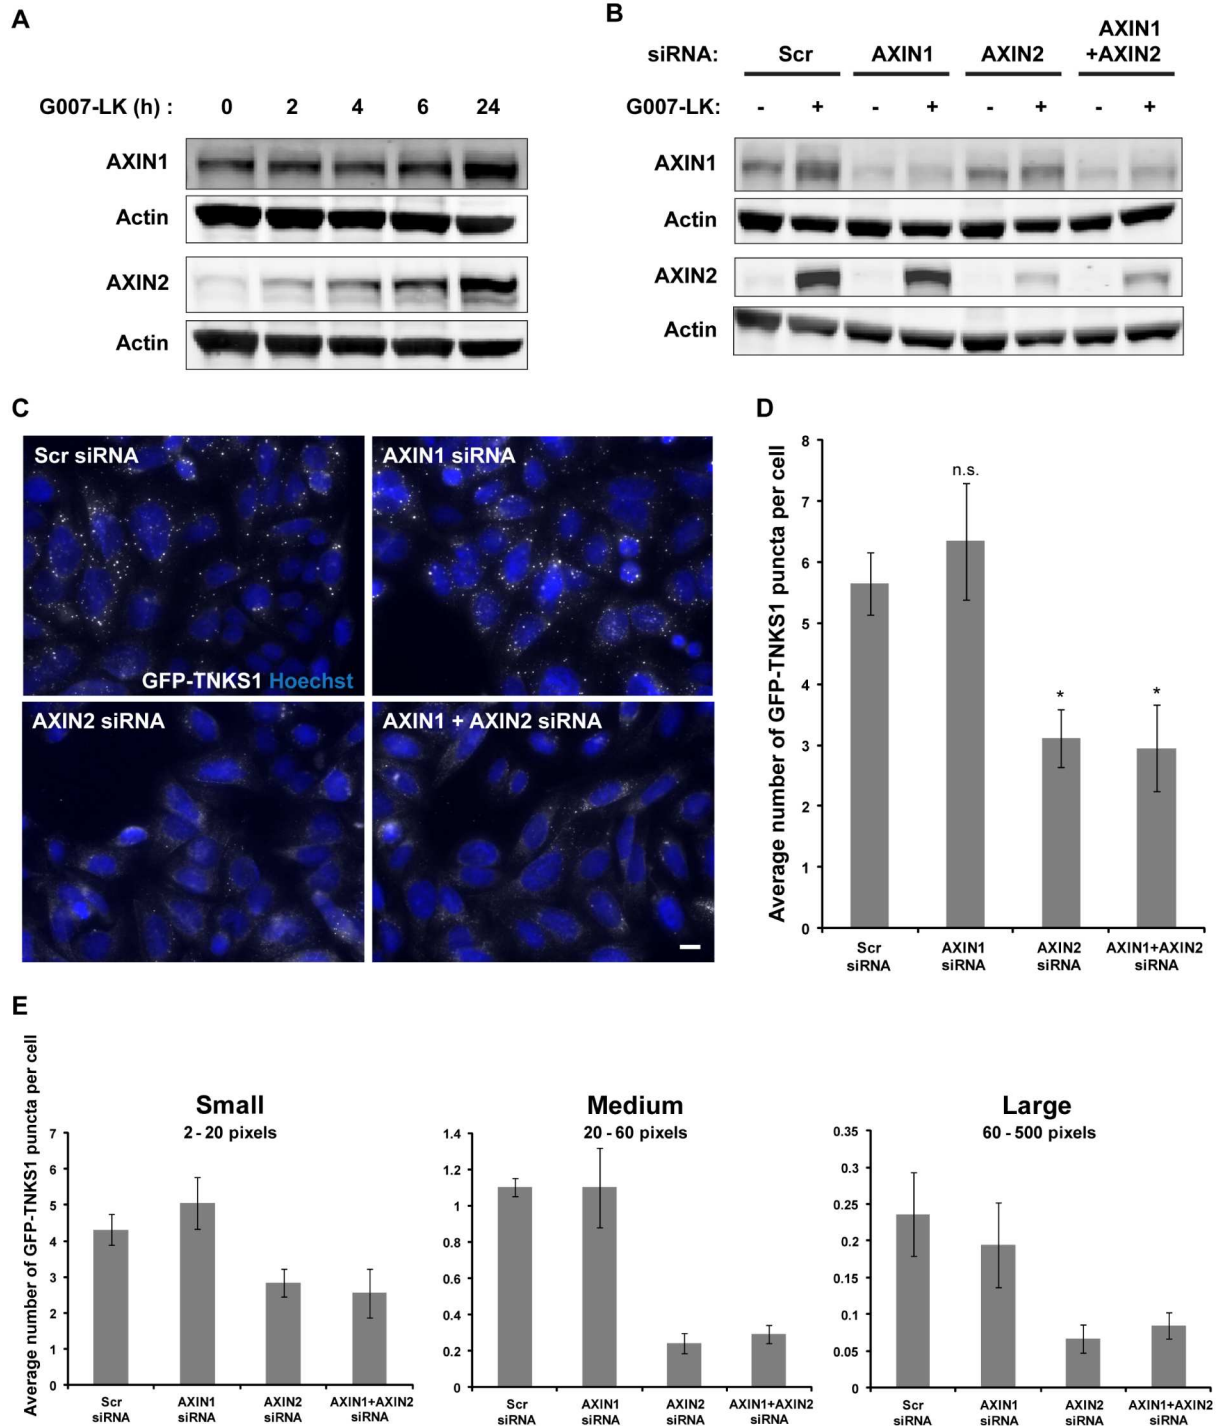 A
G007-LK (h) : 0 2 4 6 24
AXIN1
Actin
AXIN2
Actin
B
siRNA: Scr AXIN1 AXIN2 AXIN1
+AXIN2
G007-LK: - + - + - + - +
AXIN1
Actin
AXIN2
Actin
C
Scr siRNA
AXIN1 siRNA
GFP-TNKS1 Hoechst
AXIN2 siRNA
AXIN1 + AXIN2 siRNA
D
Average number of GFP-TNKS1 puncta per cell
8
7
6
5
4
3
2
1
0
n.s.
*
*
Scr
siRNA
AXIN1
siRNA
AXIN2
siRNA
AXIN1+AXIN2
siRNA
E
Average number of GFP-TNKS1 puncta per cell
Small
2 - 20 pixels
7
6
5
4
3
2
1
0
Scr
siRNA
AXIN1
siRNA
AXIN2
siRNA
AXIN1+AXIN2
siRNA
Medium
20 - 60 pixels
1.4
1.2
1
0.8
0.6
0.4
0.2
0
Scr
siRNA
AXIN1
siRNA
AXIN2
siRNA
AXIN1+AXIN2
siRNA
Large
60 - 500 pixels
0.35
0.3
0.25
0.2
0.15
0.1
0.05
0
Scr
siRNA
AXIN1
siRNA
AXIN2
siRNA
AXIN1+AXIN2
siRNA